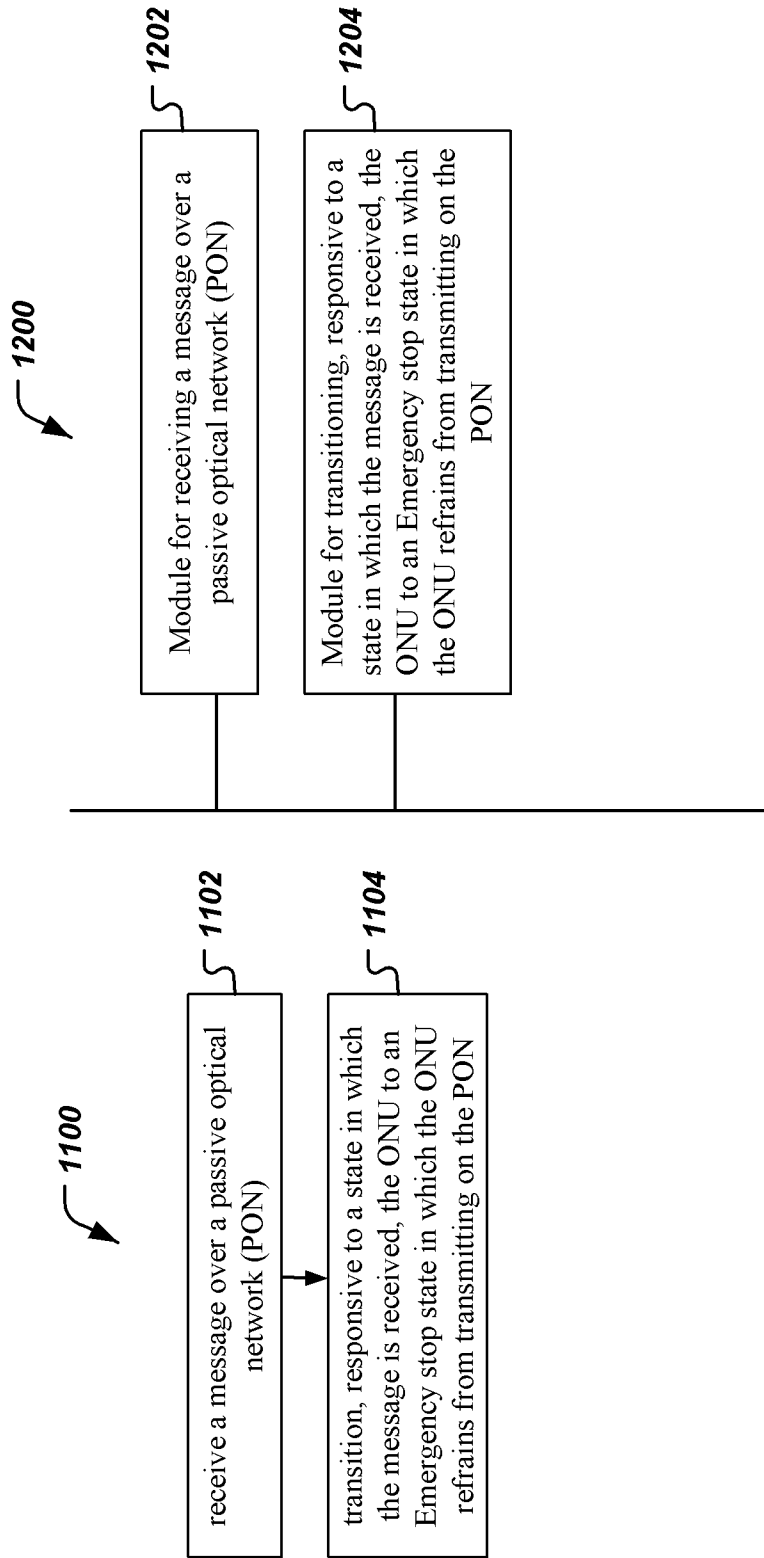 1100
receive a message over a passive optical
network (PON)
1102
transition, responsive to a state in which
the message is received, the ONU to an
Emergency stop state in which the ONU
refrains from transmitting on the PON
1104
1200
Module for receiving a message over a
passive optical network (PON)
1202
Module for transitioning, responsive to a
state in which the message is received, the
ONU to an Emergency stop state in which
the ONU refrains from transmitting on the
PON
1204